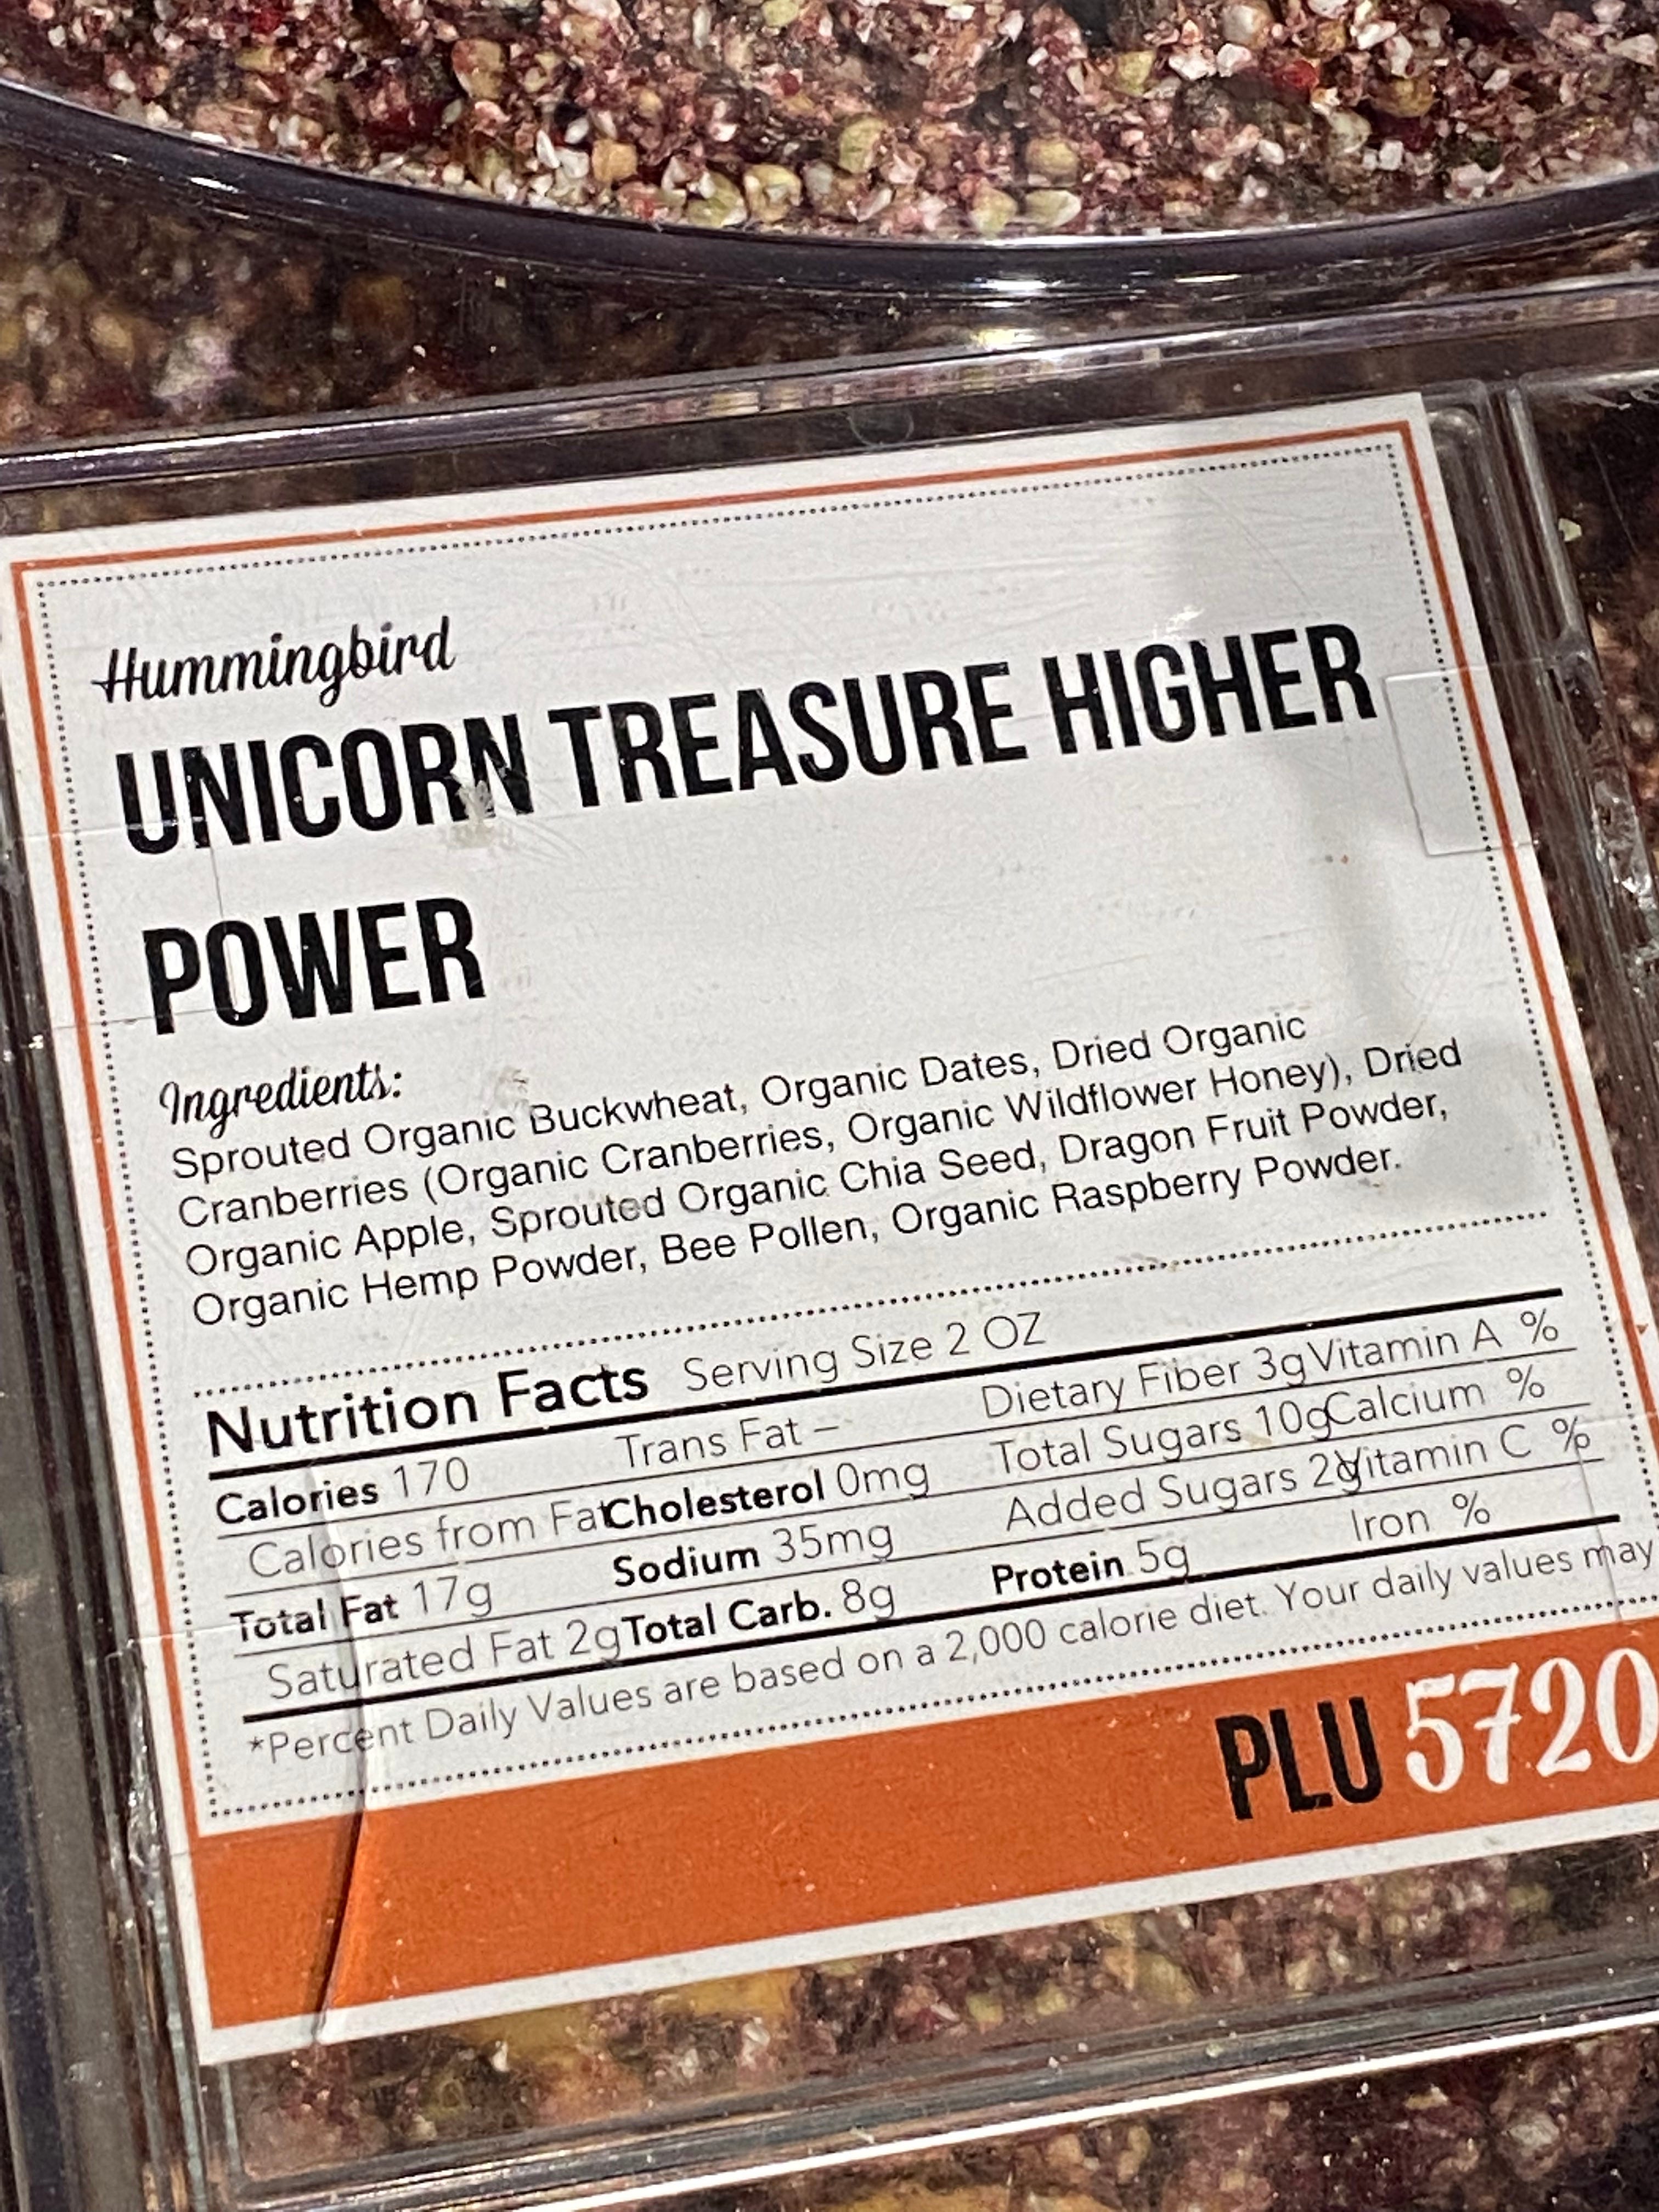 Hummingbird
UNICORN TREASURE HIGHER
POWER
Ingredients:
Sprouted Organic Buckwheat, Organic Dates, Dried Organic
Cranberries (Organic Cranberries, Organic Wildflower Honey), Dried
Organic Apple, Sprouted Organic Chia Seed, Dragon Fruit Powder,
Organic Hemp Powder, Bee Pollen, Organic Raspberry Powder.
Nutrition Facts Serving Size 2 OZ
Calories 170
Calories from Fat
Total Fat 17g
Saturated Fat 2g
Trans Fat –
Cholesterol 0mg
Sodium 35mg
Total Carb. 8g
Dietary Fiber 3g
Total Sugars 10g
Added Sugars 2g
Protein 5g
Vitamin A %
Calcium %
Vitamin C %
Iron %
*Percent Daily Values are based on a 2,000 calorie diet. Your daily values may
PLU 5720